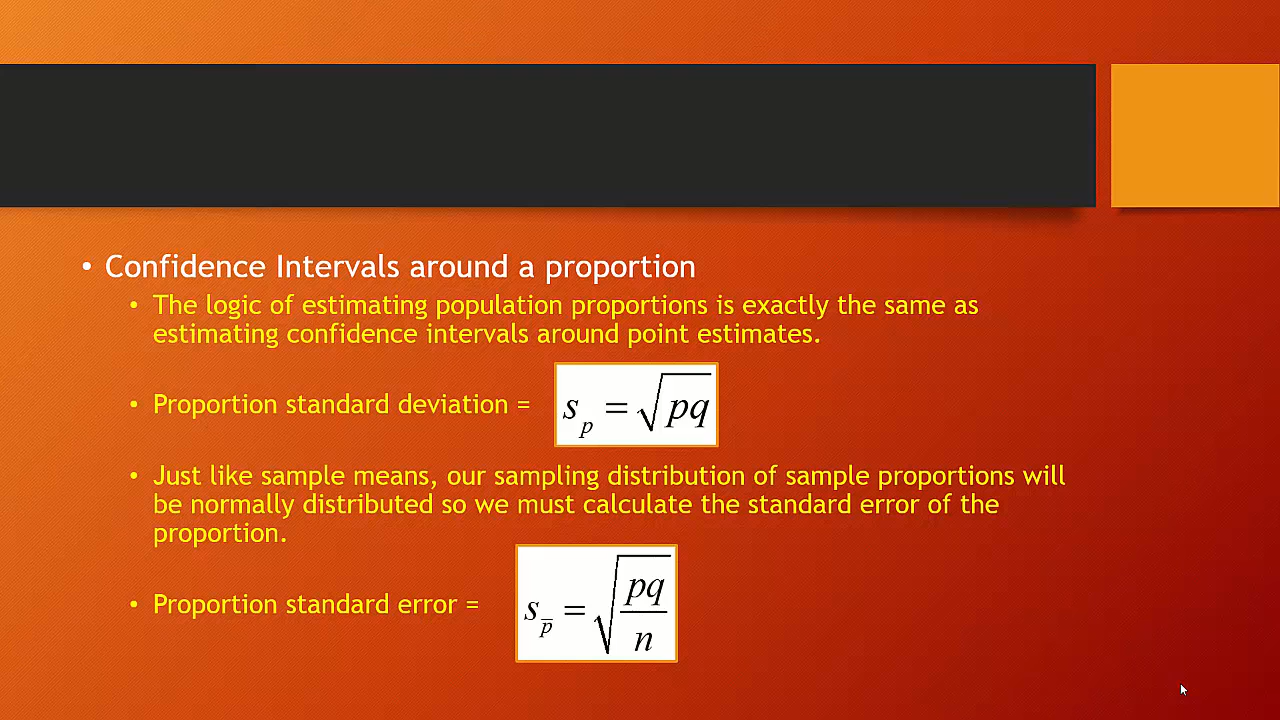 • Confidence Intervals around a proportion
• The logic of estimating population proportions is exactly the same as
estimating confidence intervals around point estimates.
• Proportion standard deviation = s_p = √pq
• Just like sample means, our sampling distribution of sample proportions will
be normally distributed so we must calculate the standard error of the
proportion.
• Proportion standard error = s_p̅ = √(pq/n)